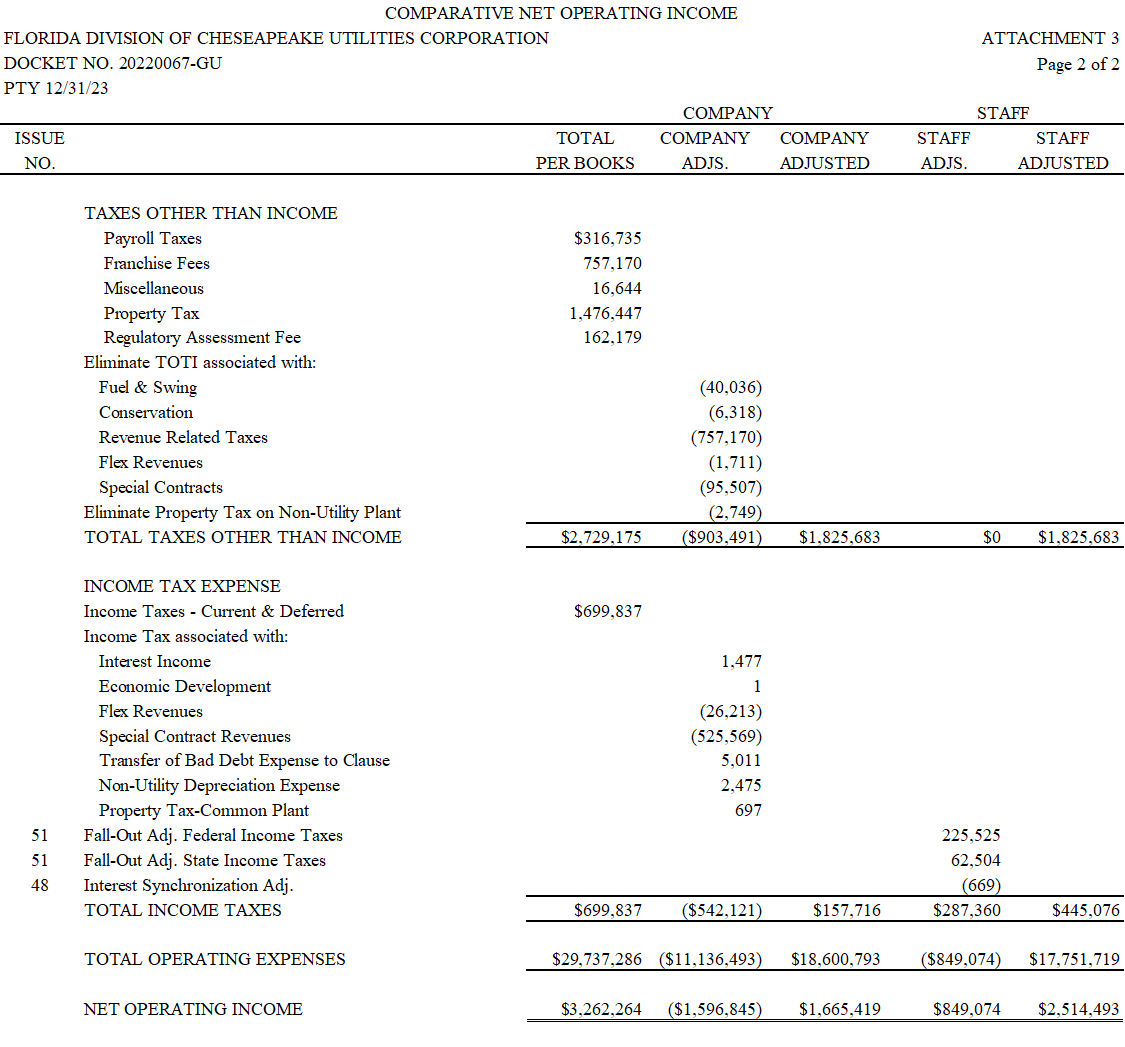 COMPARATIVE NET OPERATING INCOME
FLORIDA DIVISION OF CHESEAPEAKE UTILITIES CORPORATION ATTACHMENT 3
DOCKET NO. 20220067-GU Page 2 of 2
PTY 12/31/23
COMPANY STAFF
ISSUE TOTAL COMPANY COMPANY STAFF STAFF
NO. PER BOOKS ADJS. ADJUSTED ADJS. ADJUSTED
TAXES OTHER THAN INCOME
Payroll Taxes $316,735
Franchise Fees 757,170
Miscellaneous 16,644
Property Tax 1,476,447
Regulatory Assessment Fee 162,179
Eliminate TOTI associated with:
Fuel & Swing (40,036)
Conservation (6,318)
Revenue Related Taxes (757,170)
Flex Revenues (1,711)
Special Contracts (95,507)
Eliminate Property Tax on Non-Utility Plant (2,749)
TOTAL TAXES OTHER THAN INCOME $2,729,175 ($903,491) $1,825,683 $0 $1,825,683
INCOME TAX EXPENSE
Income Taxes - Current & Deferred $699,837
Income Tax associated with:
Interest Income 1,477
Economic Development 1
Flex Revenues (26,213)
Special Contract Revenues (525,569)
Transfer of Bad Debt Expense to Clause 5,011
Non-Utility Depreciation Expense 2,475
Property Tax-Common Plant 697
51 Fall-Out Adj. Federal Income Taxes 225,525
51 Fall-Out Adj. State Income Taxes 62,504
48 Interest Synchronization Adj. (669)
TOTAL INCOME TAXES $699,837 ($542,121) $157,716 $287,360 $445,076
TOTAL OPERATING EXPENSES $29,737,286 ($11,136,493) $18,600,793 ($849,074) $17,751,719
NET OPERATING INCOME $3,262,264 ($1,596,845) $1,665,419 $849,074 $2,514,493